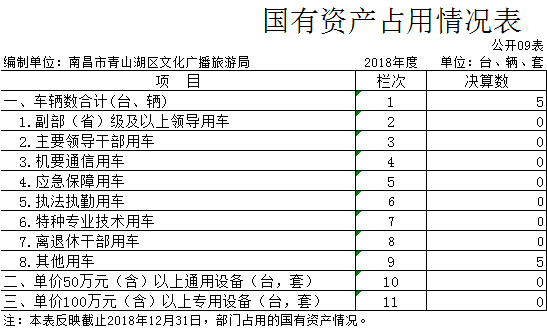 国有资产占用情况表
公开09表
编制单位：南昌市青山湖区文化广播旅游局 2018年度 单位：台、辆、套
项 目 栏次 决算数
一、车辆数合计(台、辆) 1 5
1.副部（省）级及以上领导用车 2 0
2.主要领导干部用车 3 0
3.机要通信用车 4 0
4.应急保障用车 5 0
5.执法执勤用车 6 0
6.特种专业技术用车 7 0
7.离退休干部用车 8 0
8.其他用车 9 5
二、单价50万元（含）以上通用设备（台，套） 10 0
三、单价100万元（含）以上专用设备（台，套） 11 0
注：本表反映截止2018年12月31日，部门占用的国有资产情况。